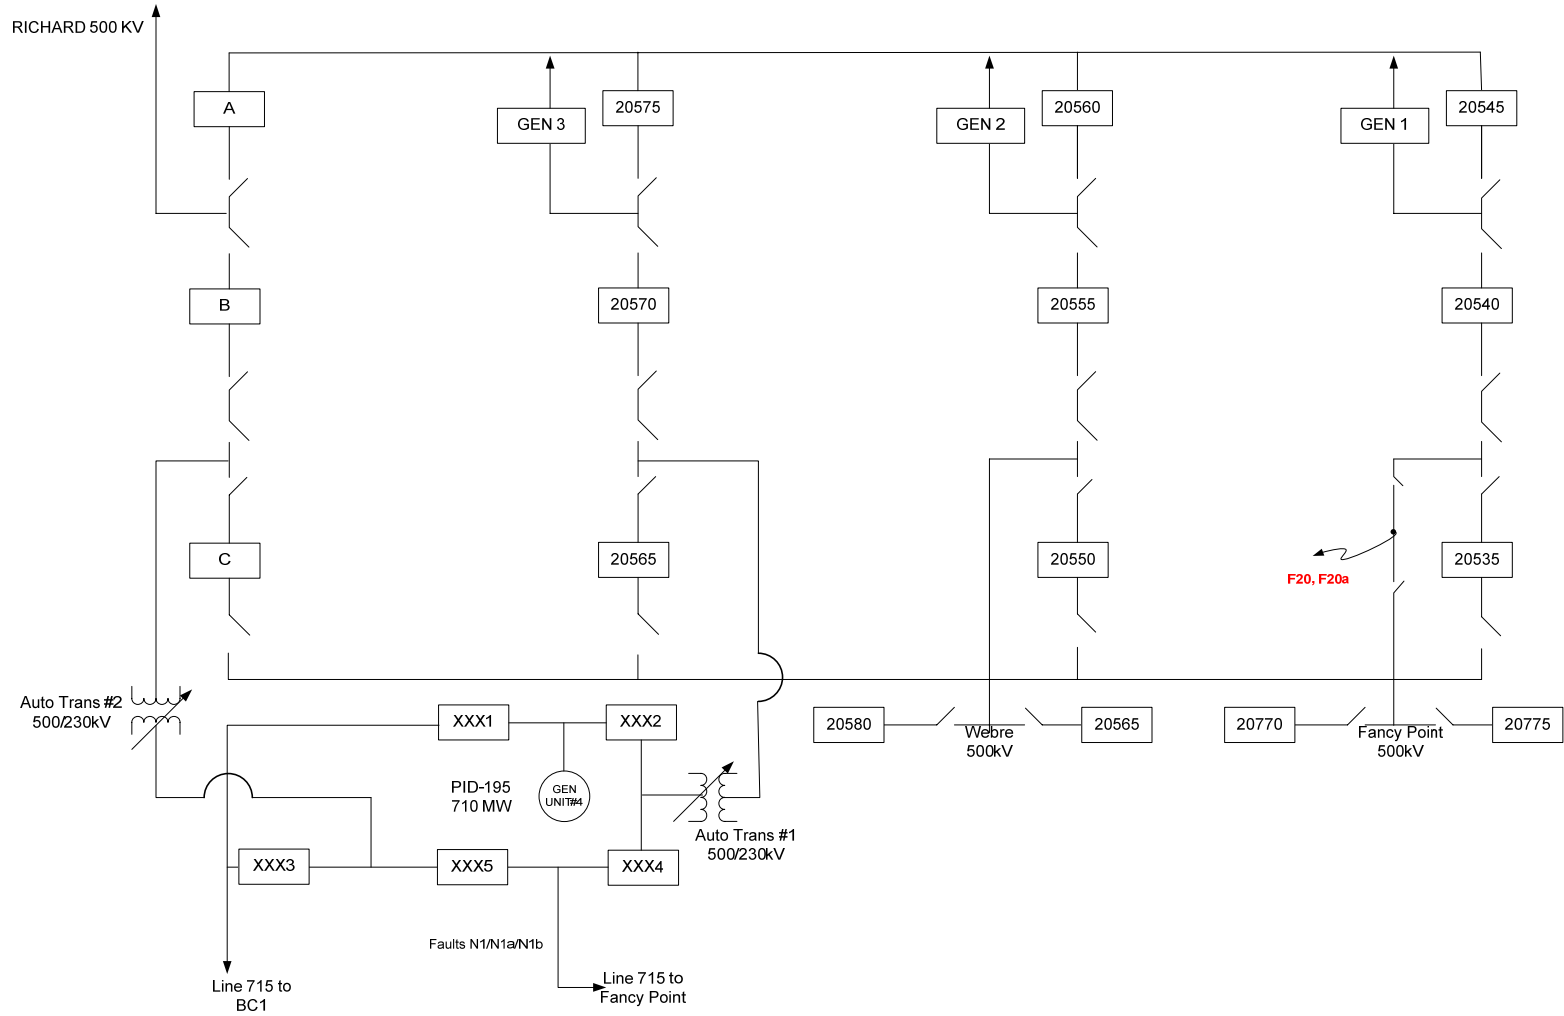 RICHARD 500 KV
A
GEN 3
20575
GEN 2
20560
GEN 1
20545
B
20570
20555
20540
C
20565
20550
20535
F20, F20a
Auto Trans #2
500/230kV
XXX1
XXX2
20580
Webre
500kV
20565
20770
Fancy Point
500kV
20775
PID-195
710 MW
GEN
UNIT#4
Auto Trans #1
500/230kV
XXX3
XXX5
XXX4
Faults N1/N1a/N1b
Line 715 to
BC1
Line 715 to
Fancy Point